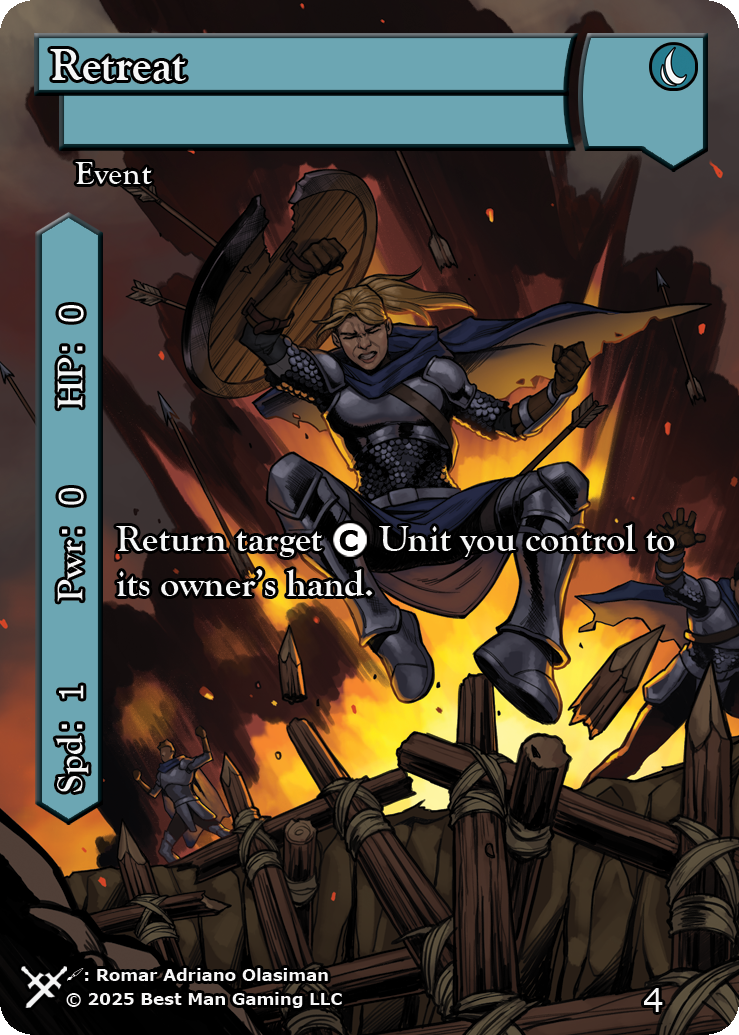 Retreat
Event
HP: 0
Pwr: 0
Spd: 1
Return target C Unit you control to
its owner's hand.
: Romar Adriano Olasiman
© 2025 Best Man Gaming LLC
4